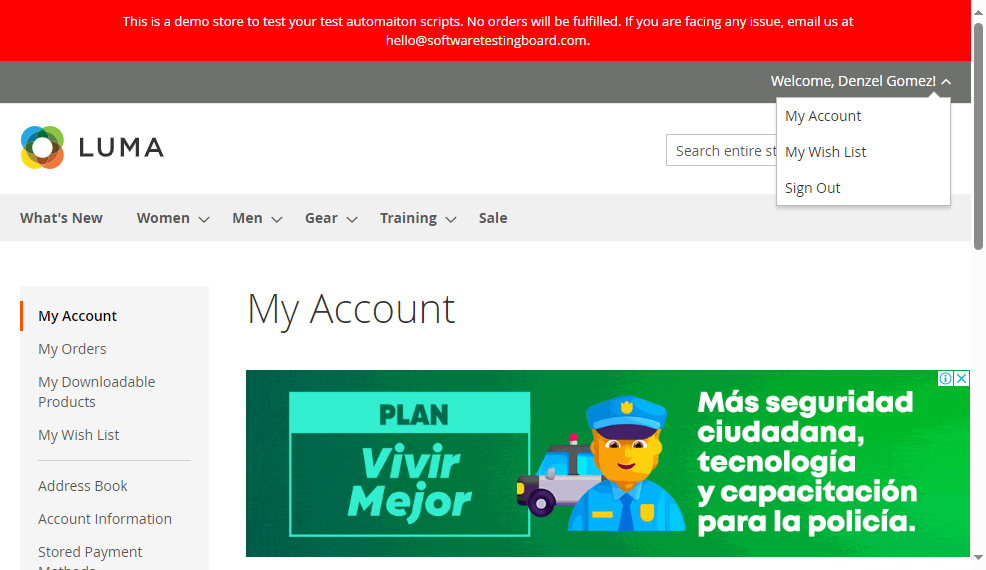 This is a demo store to test your test automaiton scripts. No orders will be fulfilled. If you are facing any issue, email us at
hello@softwaretestingboard.com.
Welcome, Denzel Gomez!
My Account
My Wish List
Sign Out
LUMA
Search entire st
What's New
Women
Men
Gear
Training
Sale
My Account
My Orders
My Downloadable
Products
My Wish List
Address Book
Account Information
Stored Payment
My Account
PLAN
Vivir
Mejor
Más seguridad
ciudadana,
tecnología
y capacitación
para la policía.